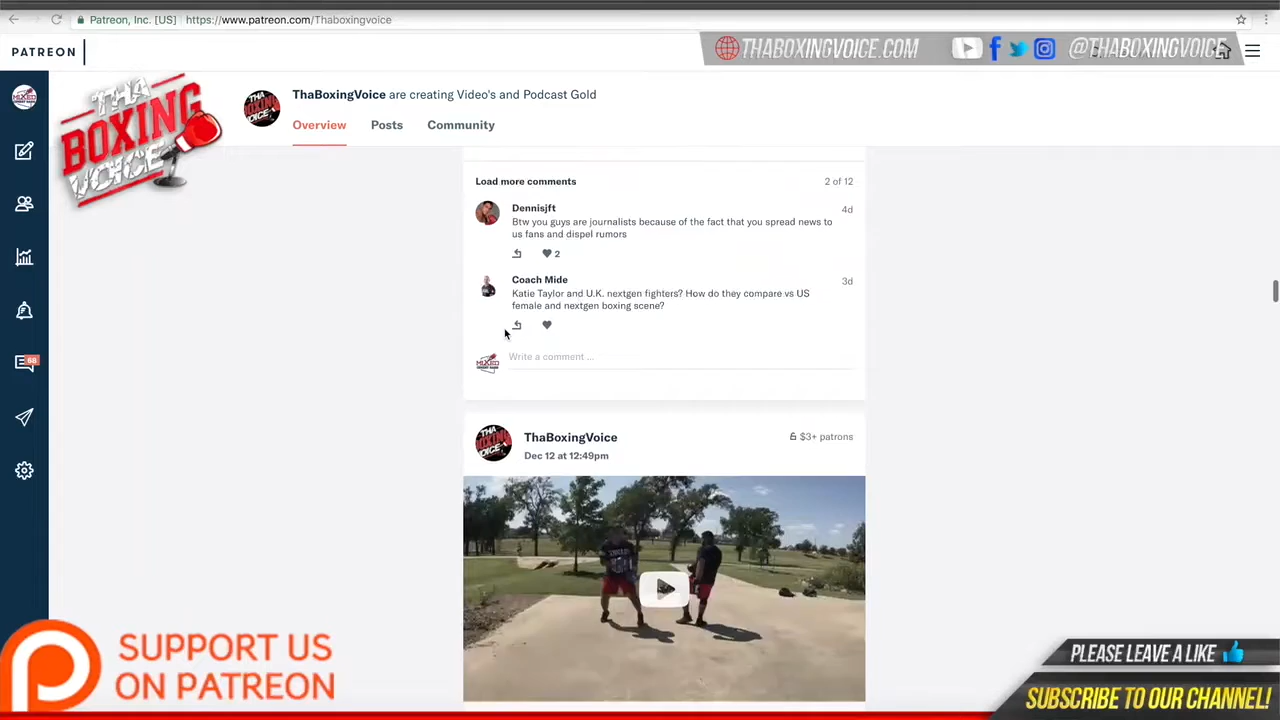 Patreon, Inc. [US] https://www.patreon.com/Thaboxingvoice
PATREON
THABOXINGVOICE.COM
@THABOXINGVOICE
THA BOXING VOICE
ThaBoxingVoice are creating Video's and Podcast Gold
Overview Posts Community
Load more comments 2 of 12
Dennisjft 4d
Btw you guys are journalists because of the fact that you spread news to
us fans and dispel rumors
2
Coach Mide 3d
Katie Taylor and U.K. nextgen fighters? How do they compare vs US
female and nextgen boxing scene?
Write a comment ...
68
ThaBoxingVoice $3+ patrons
Dec 12 at 12:49pm
SUPPORT US
ON PATREON
PLEASE LEAVE A LIKE
SUBSCRIBE TO OUR CHANNEL!